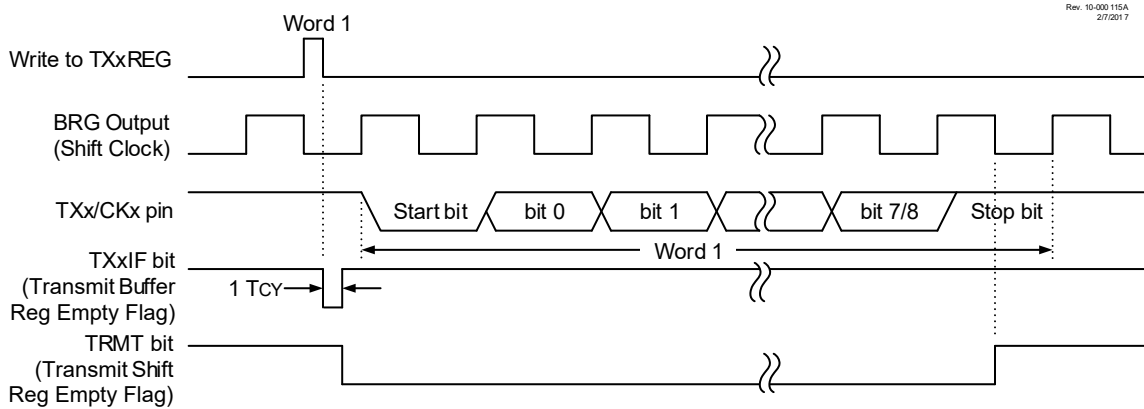 Rev. 10-000 115A
2/7/201 7
Word 1
Write to TXxREG
BRG Output
(Shift Clock)
TXx/CKx pin
Start bit
bit 0
bit 1
bit 7/8
Stop bit
Word 1
TXxIF bit
(Transmit Buffer
Reg Empty Flag)
1 TCY
TRMT bit
(Transmit Shift
Reg Empty Flag)